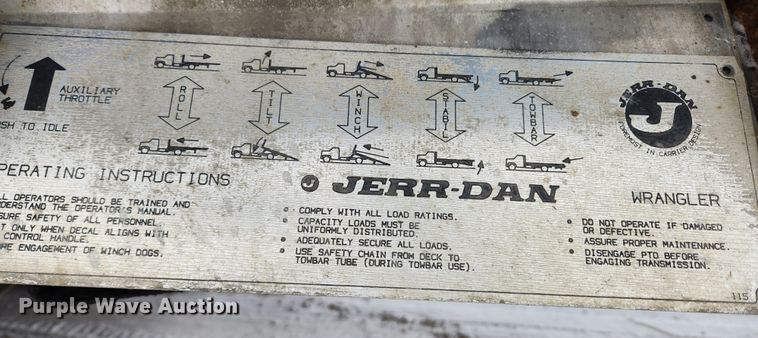 AUXILIARY
THROTTLE
SH TO IDLE
ROLL
TILT
WINCH
STAB'L
TOWBAR
JERR-DAN
J
FOREMOST IN CARRIER DESIGN
PERATING INSTRUCTIONS
L OPERATORS SHOULD BE TRAINED AND
DERSTAND THE OPERATOR'S MANUAL.
SURE SAFETY OF ALL PERSONNEL.
T ONLY WHEN DECAL ALIGNS WITH
CONTROL HANDLE.
RE ENGAGEMENT OF WINCH DOGS.
J JERR-DAN
COMPLY WITH ALL LOAD RATINGS.
CAPACITY LOADS MUST BE
UNIFORMLY DISTRIBUTED.
ADEQUATELY SECURE ALL LOADS.
USE SAFETY CHAIN FROM DECK TO
TOWBAR TUBE (DURING TOWBAR USE).
WRANGLER
DO NOT OPERATE IF DAMAGED
OR DEFECTIVE.
ASSURE PROPER MAINTENANCE.
DISENGAGE PTO BEFORE
ENGAGING TRANSMISSION.
115
Purple Wave Auction